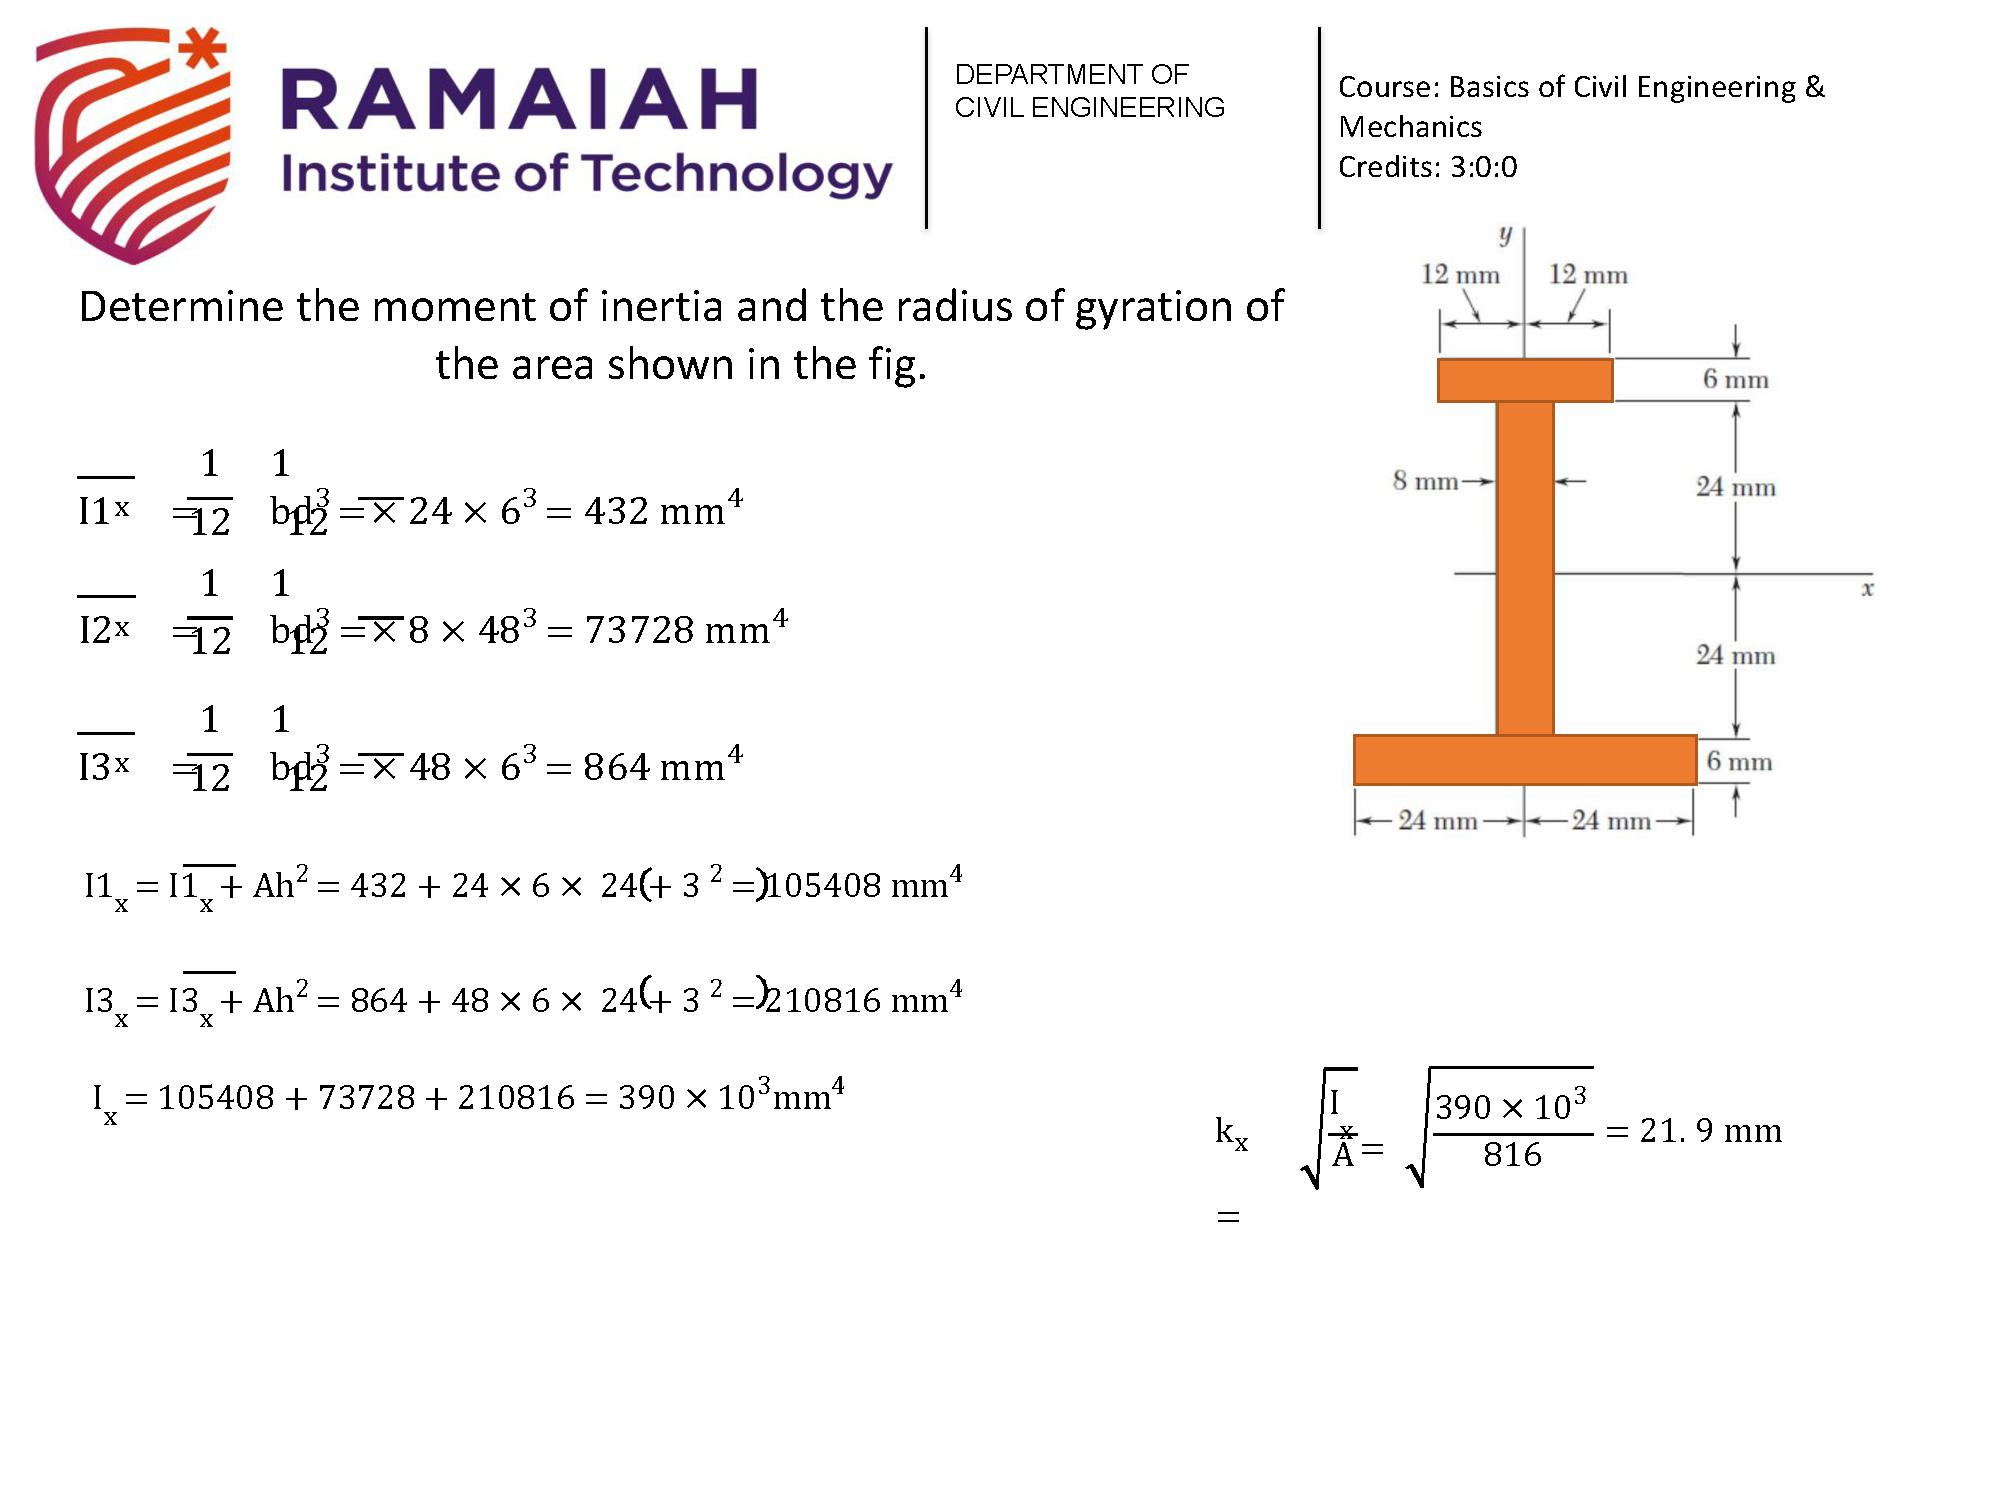 RAMAIAH
Institute of Technology
DEPARTMENT OF
CIVIL ENGINEERING
Course: Basics of Civil Engineering &
Mechanics
Credits: 3:0:0
Determine the moment of inertia and the radius of gyration of
the area shown in the fig.
y
12 mm 12 mm
6 mm
8 mm
24 mm
x
24 mm
6 mm
24 mm 24 mm
1 1
I1x = 12 bd³ = 12 × 24 × 6³ = 432 mm⁴
1 1
I2x = 12 bd³ = 12 × 8 × 48³ = 73728 mm⁴
1 1
I3x = 12 bd³ = 12 × 48 × 6³ = 864 mm⁴
I1x = I1x + Ah² = 432 + 24 × 6 × 24(+ 3 ² =)105408 mm⁴
I3x = I3x + Ah² = 864 + 48 × 6 × 24(+ 3 ² =)210816 mm⁴
Ix = 105408 + 73728 + 210816 = 390 × 10³mm⁴
kx √ Ix/A = √ 390 × 10³/816 = 21. 9 mm
=